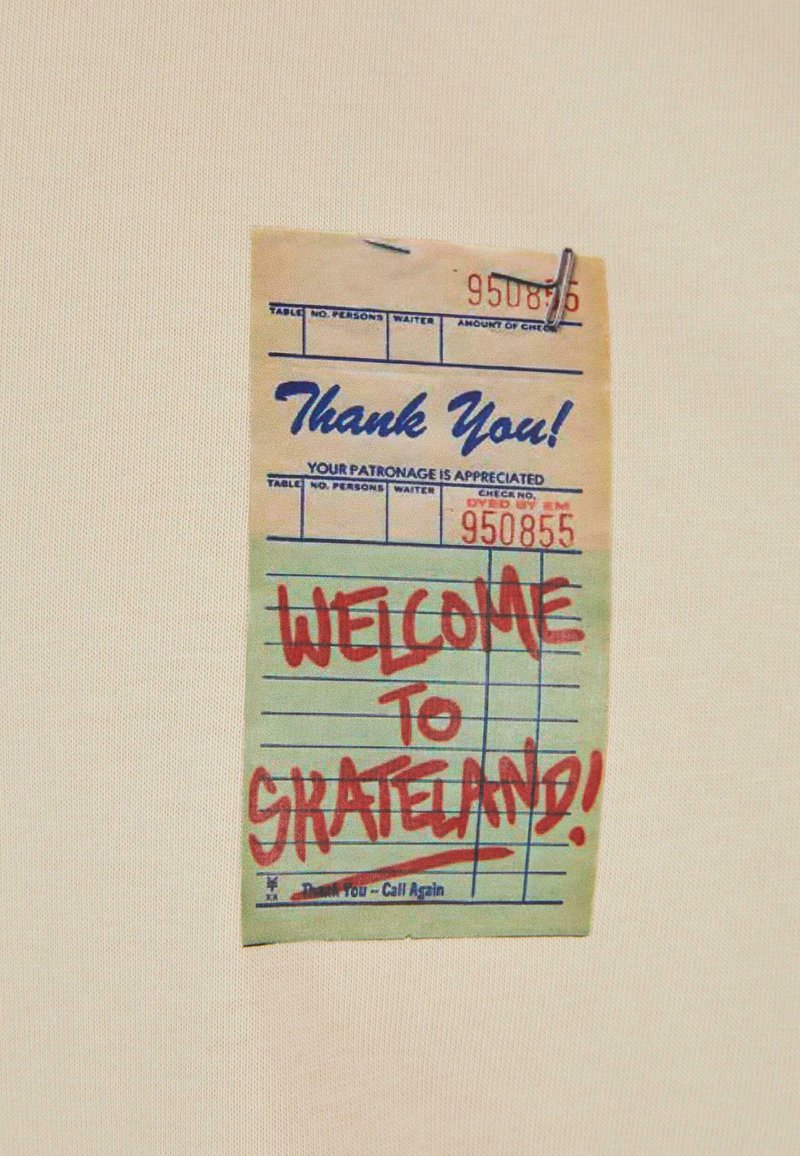 950855
TABLE NO. PERSONS WAITER AMOUNT OF CHECK
Thank You!
YOUR PATRONAGE IS APPRECIATED
TABLE NO. PERSONS WAITER CHECK NO.
DYED BY EM
950855
WELCOME
TO
SKATELAND!
Thank You -- Call Again
XX